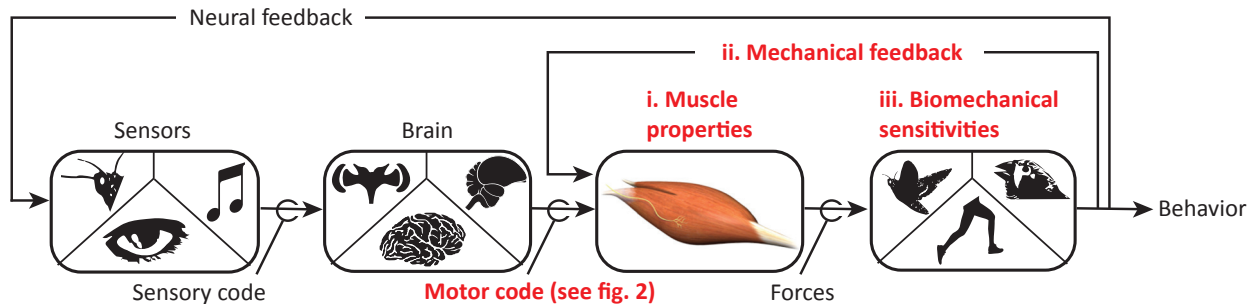 Neural feedback
ii. Mechanical feedback
i. Muscle
properties
iii. Biomechanical
sensitivities
Sensors
Brain
Behavior
Sensory code
Motor code (see fig. 2)
Forces